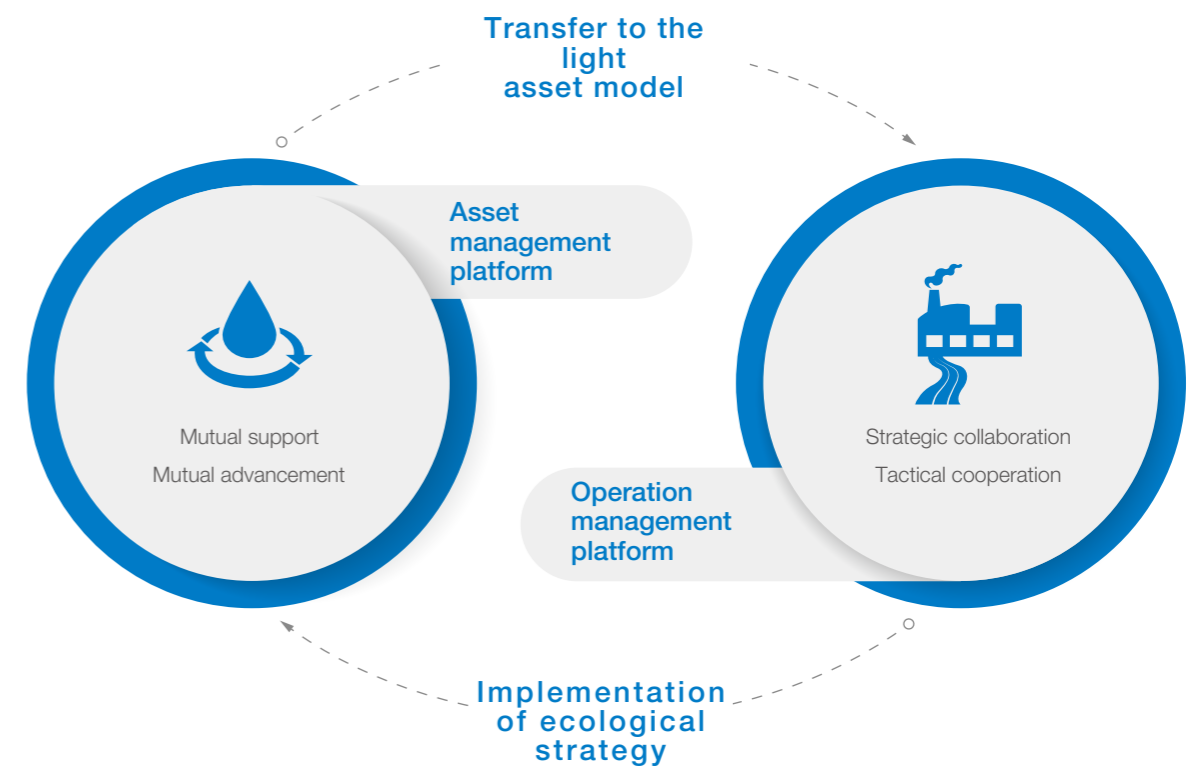 Transfer to the
light
asset model
Asset
management
platform
Mutual support
Mutual advancement
Strategic collaboration
Tactical cooperation
Operation
management
platform
Implementation
of ecological
strategy